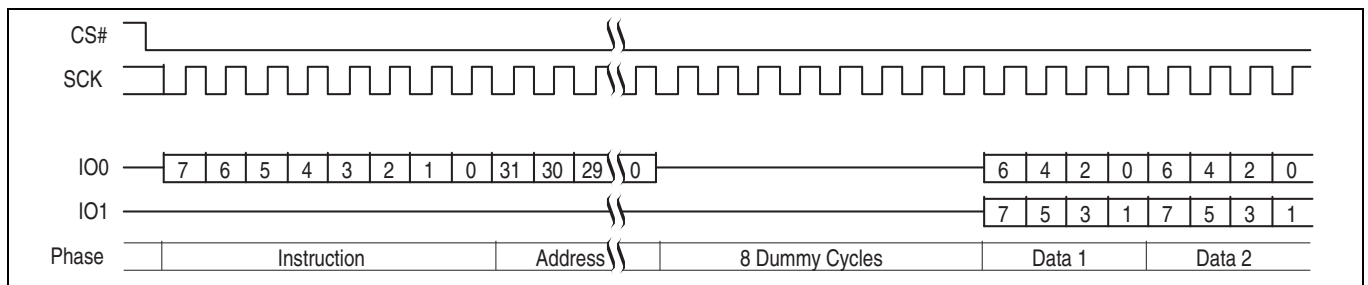 CS#
SCK
IO0 7 6 5 4 3 2 1 0 31 30 29 0 6 4 2 0 6 4 2 0
IO1 7 5 3 1 7 5 3 1
Phase Instruction Address 8 Dummy Cycles Data 1 Data 2